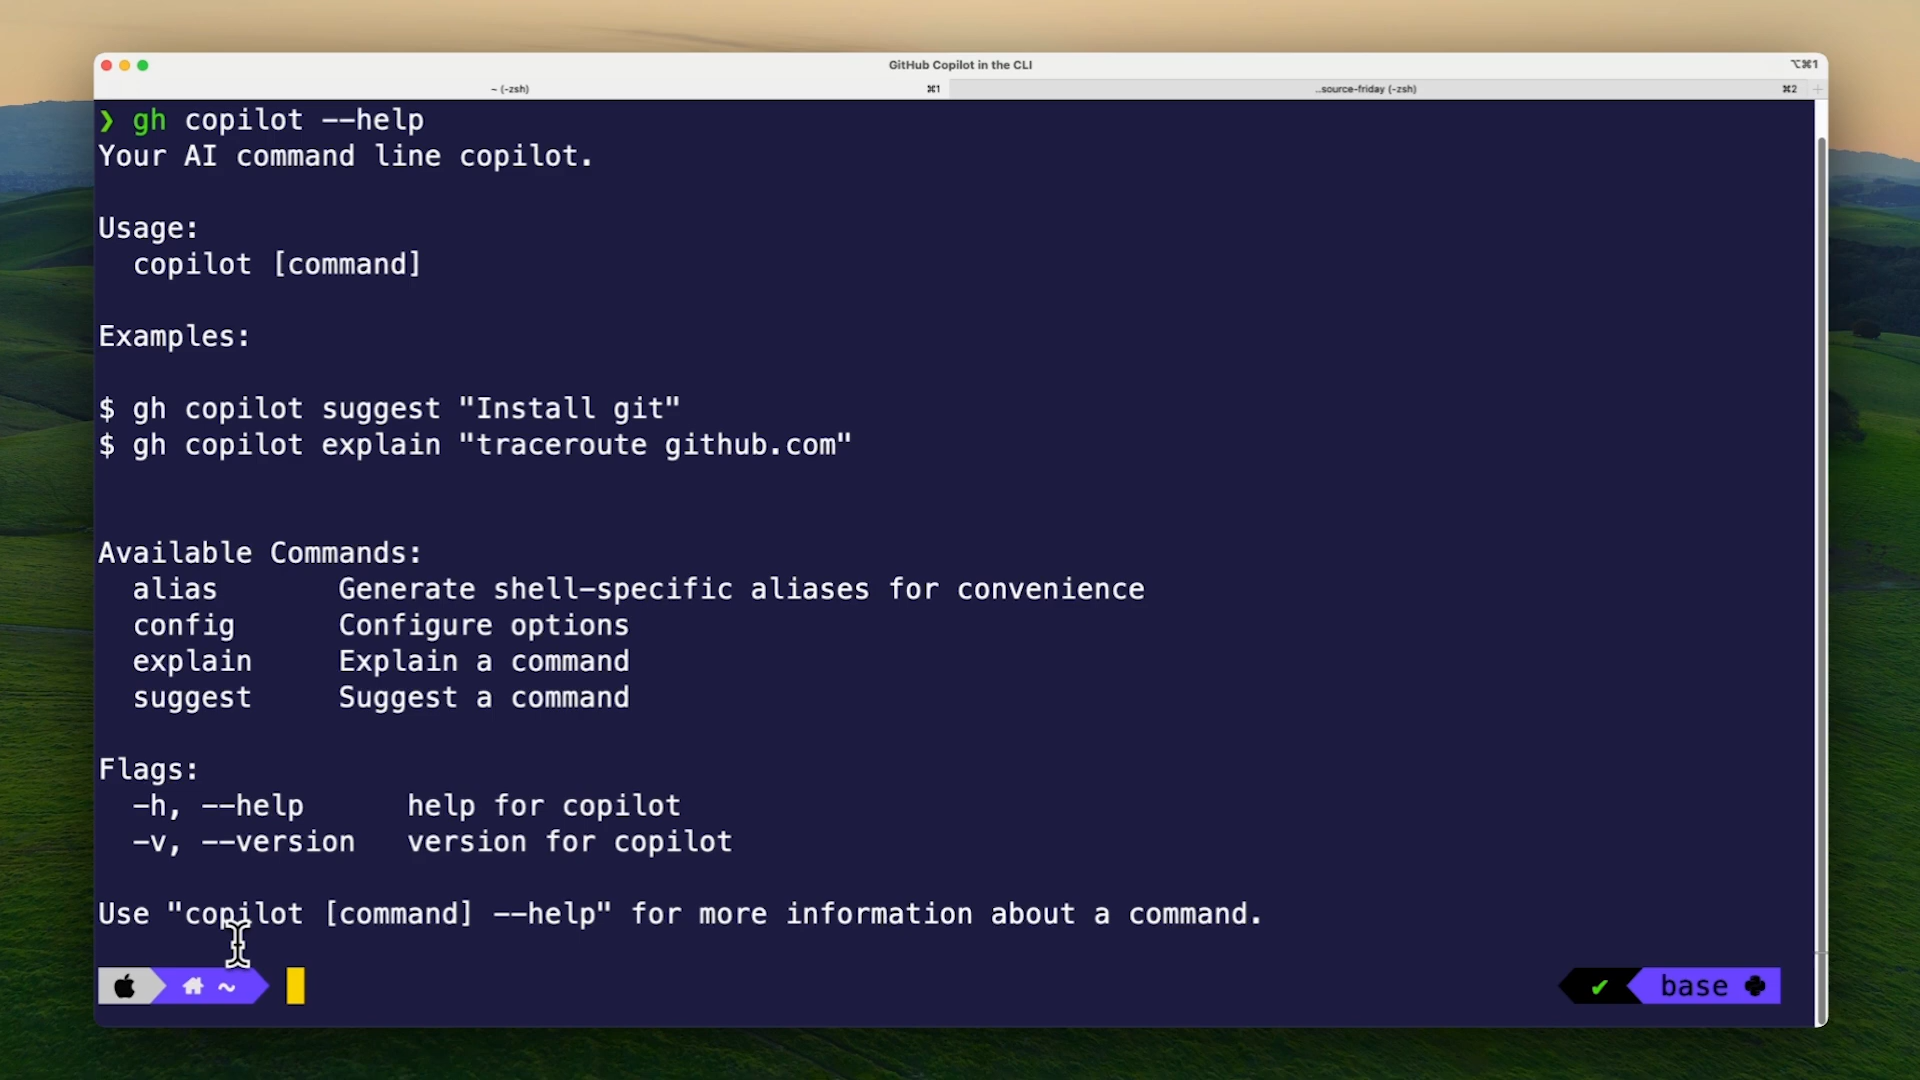 GitHub Copilot in the CLI
⌥⌘1
~ (-zsh)
⌘1
..source-friday (-zsh)
⌘2
❯ gh copilot --help
Your AI command line copilot.
Usage:
copilot [command]
Examples:
$ gh copilot suggest "Install git"
$ gh copilot explain "traceroute github.com"
Available Commands:
alias Generate shell-specific aliases for convenience
config Configure options
explain Explain a command
suggest Suggest a command
Flags:
-h, --help help for copilot
-v, --version version for copilot
Use "copilot [command] --help" for more information about a command.
~
✔ base